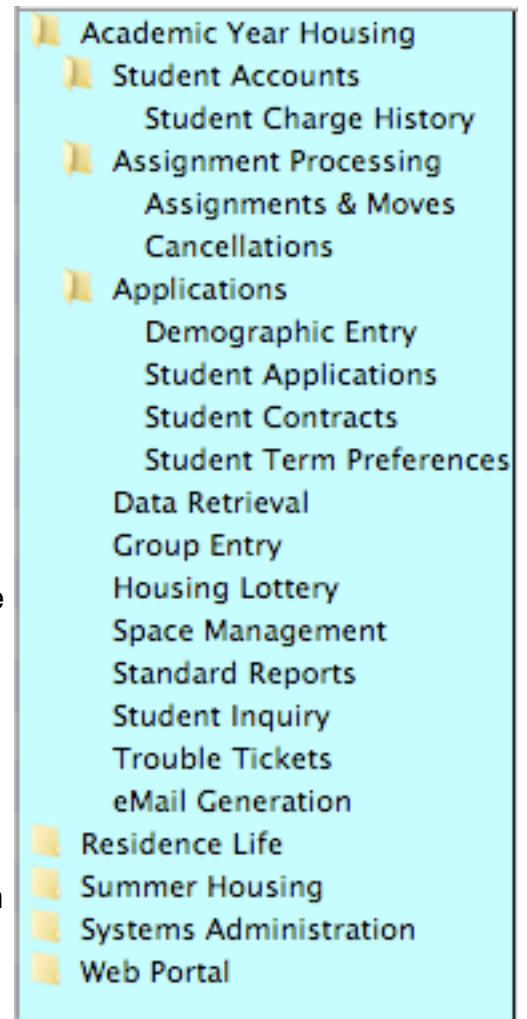 Academic Year Housing
Student Accounts
Student Charge History
Assignment Processing
Assignments & Moves
Cancellations
Applications
Demographic Entry
Student Applications
Student Contracts
Student Term Preferences
Data Retrieval
Group Entry
Housing Lottery
Space Management
Standard Reports
Student Inquiry
Trouble Tickets
eMail Generation
Residence Life
Summer Housing
Systems Administration
Web Portal